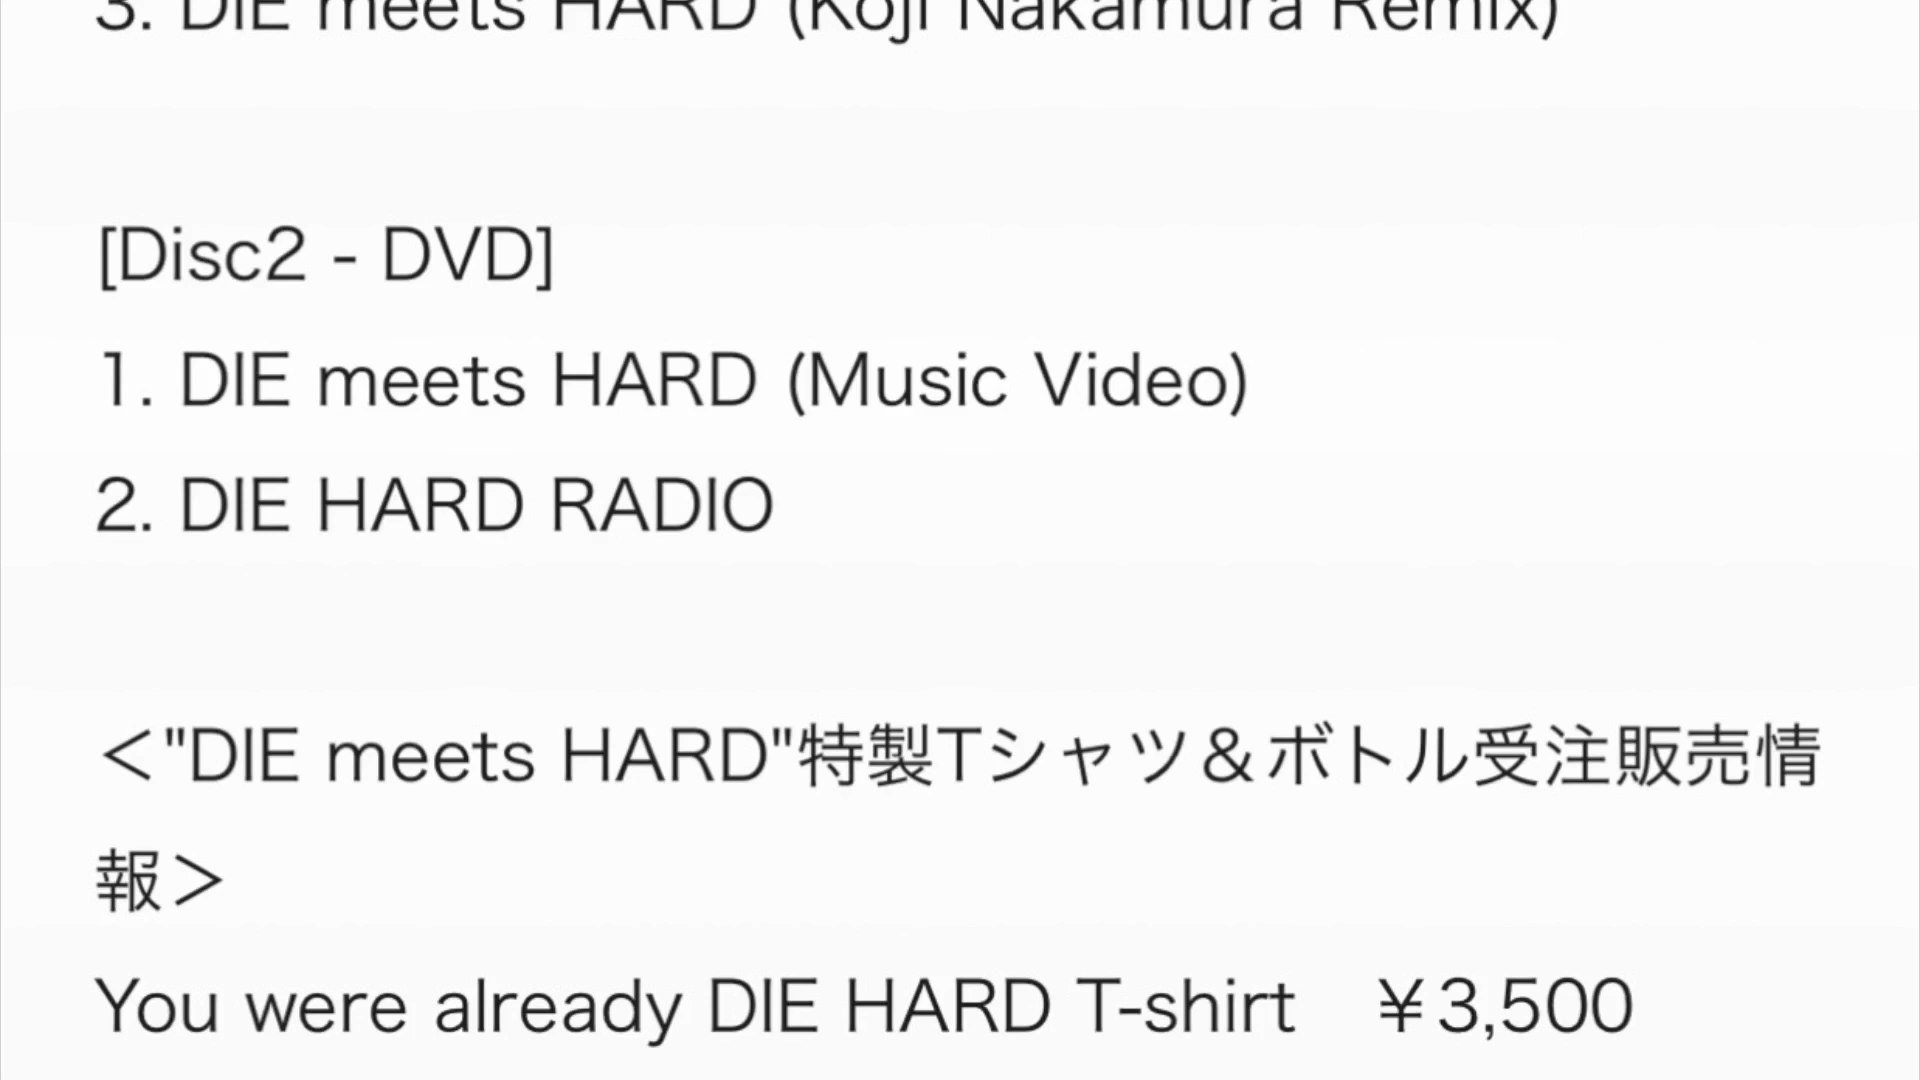 3. DIE meets HARD (Koji Nakamura Remix)
[Disc2 - DVD]
1. DIE meets HARD (Music Video)
2. DIE HARD RADIO
＜"DIE meets HARD"特製Tシャツ＆ボトル受注販売情
報＞
You were already DIE HARD T-shirt　￥3,500